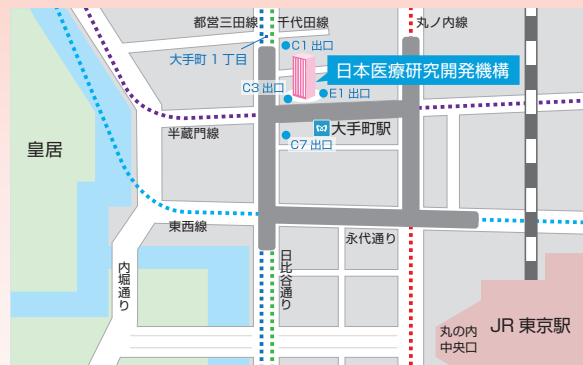 都営三田線
千代田線
丸ノ内線
C1 出口
大手町 1 丁目
日本医療研究開発機構
C3 出口
E1 出口
半蔵門線
大手町駅
C7 出口
皇居
東西線
永代通り
内堀通り
日比谷通り
丸の内
中央口
JR 東京駅